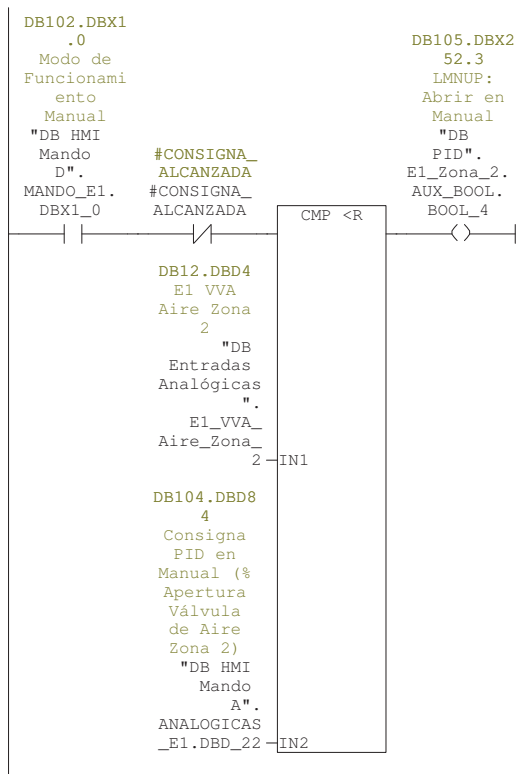 DB102.DBX1
.0
Modo de
Funcionami
ento
Manual
"DB HMI
Mando
D".
MANDO_E1.
DBX1_0
#CONSIGNA_
ALCANZADA
#CONSIGNA_
ALCANZADA
CMP <R
DB105.DBX2
52.3
LMNUP:
Abrir en
Manual
"DB
PID".
E1_Zona_2.
AUX_BOOL.
BOOL_4
DB12.DBD4
E1 VVA
Aire Zona
2
"DB
Entradas
Analógicas
".
E1_VVA_
Aire_Zona_
2
IN1
DB104.DBD8
4
Consigna
PID en
Manual (%
Apertura
Válvula
de Aire
Zona 2)
"DB HMI
Mando
A".
ANALOGICAS
_E1.DBD_22
IN2